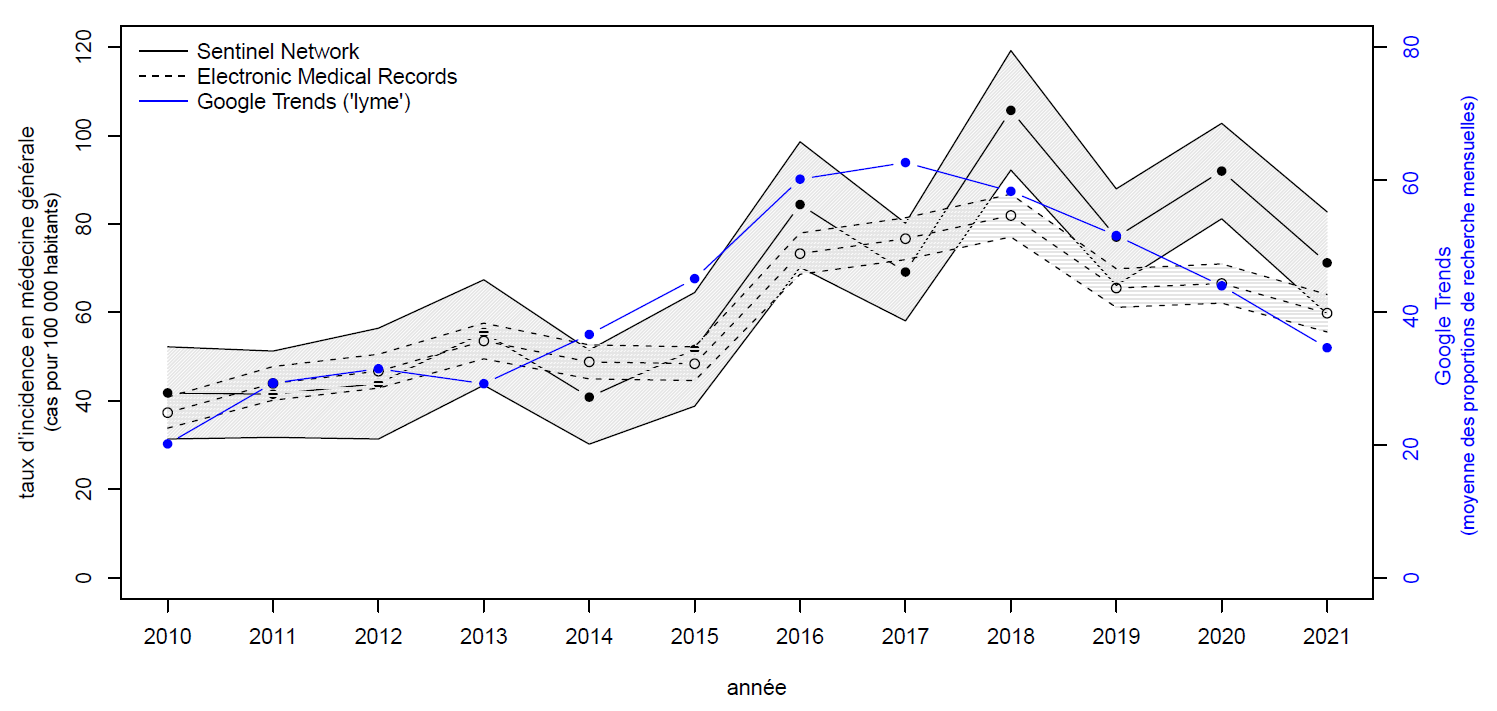 Sentinel Network
Electronic Medical Records
Google Trends ('lyme')
taux d'incidence en médecine générale
(cas pour 100 000 habitants)
0
20
40
60
80
100
120
Google Trends
(moyenne des proportions de recherche mensuelles)
0
20
40
60
80
2010 2011 2012 2013 2014 2015 2016 2017 2018 2019 2020 2021
année